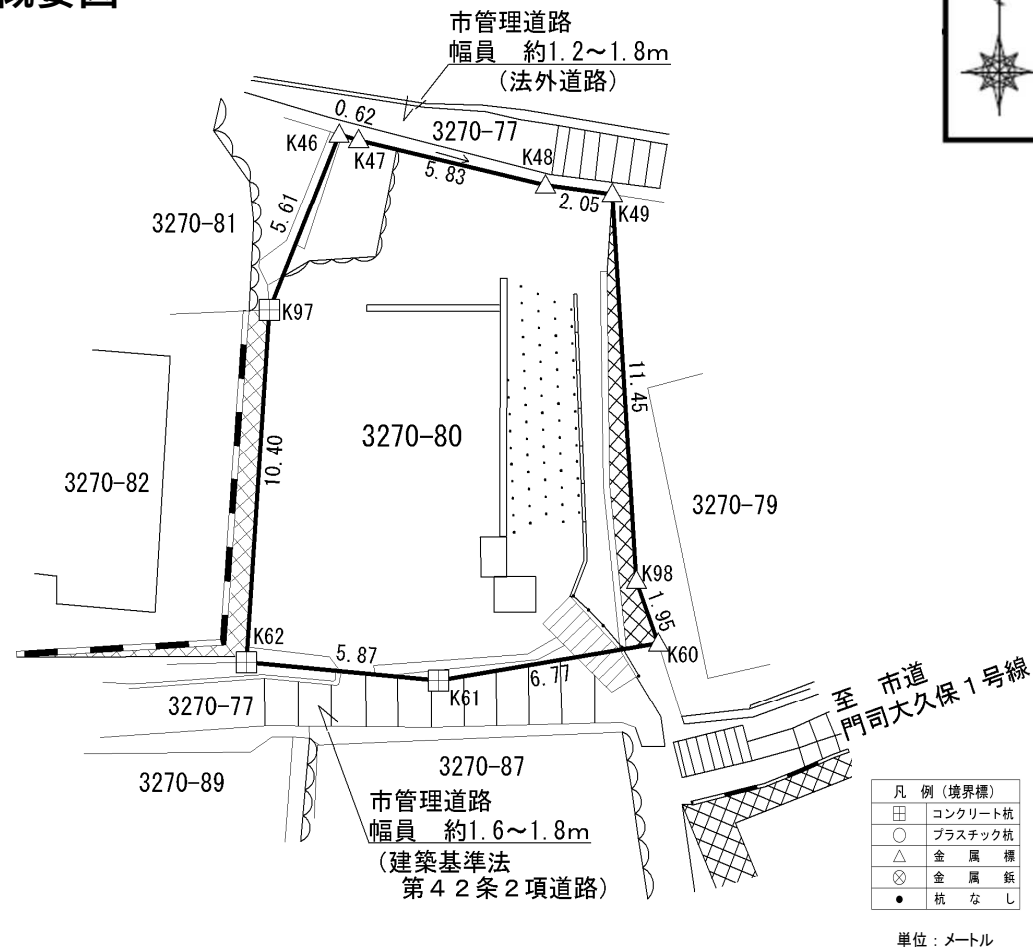 市管理道路
幅員　約1.2～1.8m
（法外道路）
0.62
K46
K47
3270-77
K48
5.83
2.05
K49
3270-81
5.61
K97
11.45
3270-80
10.40
3270-82
3270-79
K98
1.95
K62
5.87
K60
6.77
K61
3270-77
至　市道
門司大久保１号線
3270-89
3270-87
市管理道路
幅員　約1.6～1.8m
（建築基準法
第４２条２項道路）
凡　例（境界標）
コンクリート杭
プラスチック杭
金　属　標
金　属　鋲
杭　な　し
単位：メートル